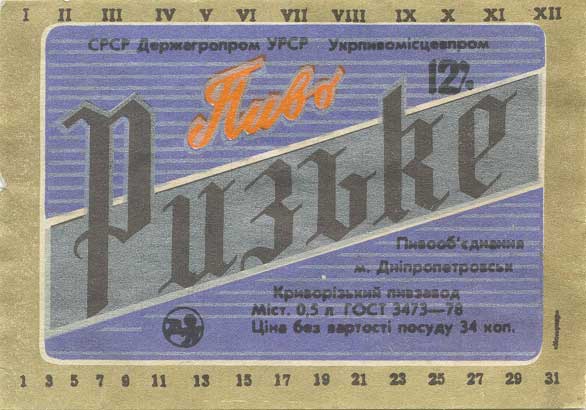 I II III IV V VI VII VIII IX X XI XII
СРСР Держагропром УРСР Укрпивомісцевпром
Пиво 12%
Ризьке
Пивооб'єднання
м. Дніпропетровськ
Криворізький пивзавод
Міст. 0,5 л ГОСТ 3473—78
Ціна без вартості посуду 34 коп.
1 3 5 7 9 11 13 15 17 19 21 23 25 27 29 31